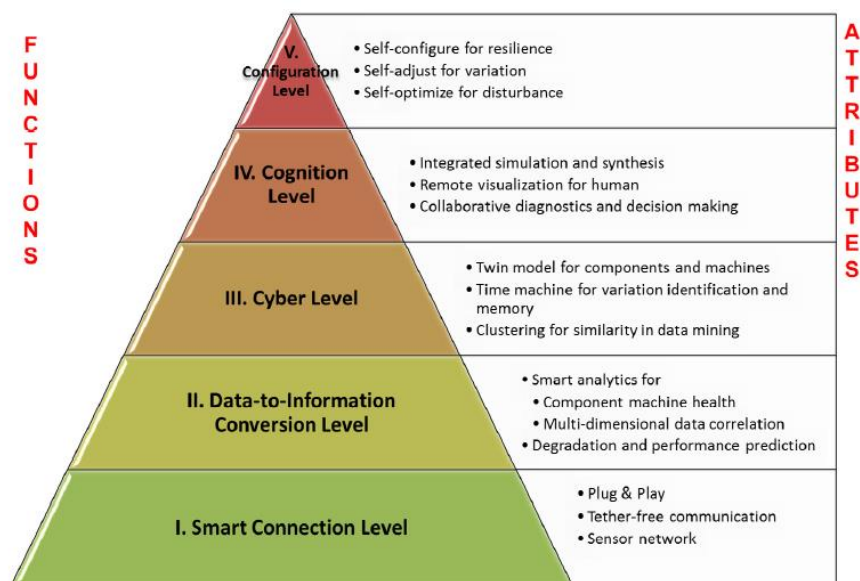 FUNCTIONS
ATTRIBUTES
V.
Configuration
Level
• Self-configure for resilience
• Self-adjust for variation
• Self-optimize for disturbance
IV. Cognition
Level
• Integrated simulation and synthesis
• Remote visualization for human
• Collaborative diagnostics and decision making
III. Cyber Level
• Twin model for components and machines
• Time machine for variation identification and
memory
• Clustering for similarity in data mining
II. Data-to-Information
Conversion Level
• Smart analytics for
• Component machine health
• Multi-dimensional data correlation
• Degradation and performance prediction
I. Smart Connection Level
• Plug & Play
• Tether-free communication
• Sensor network